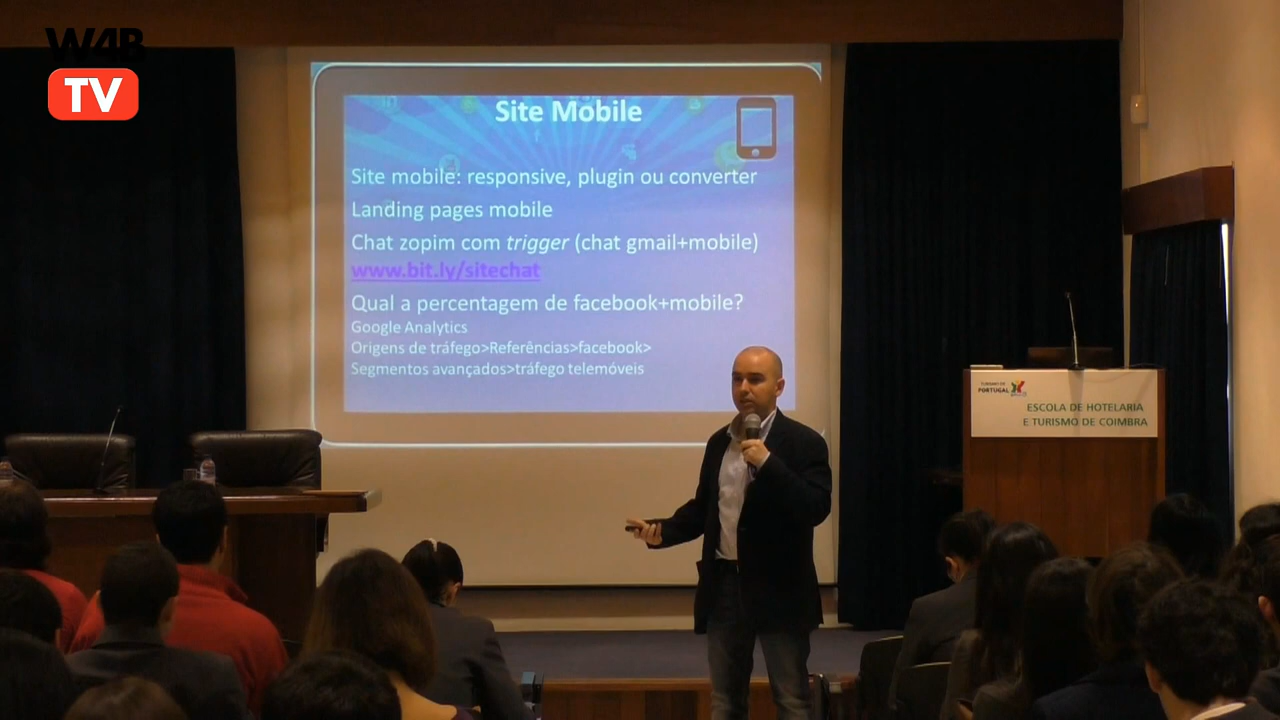 W4B
TV
Site Mobile
Site mobile: responsive, plugin ou converter
Landing pages mobile
Chat zopim com trigger (chat gmail+mobile)
www.bit.ly/sitechat
Qual a percentagem de facebook+mobile?
Google Analytics
Origens de tráfego>Referências>facebook>
Segmentos avançados>tráfego telemóveis
TURISMO DE
PORTUGAL
ESCOLA DE HOTELARIA
E TURISMO DE COIMBRA